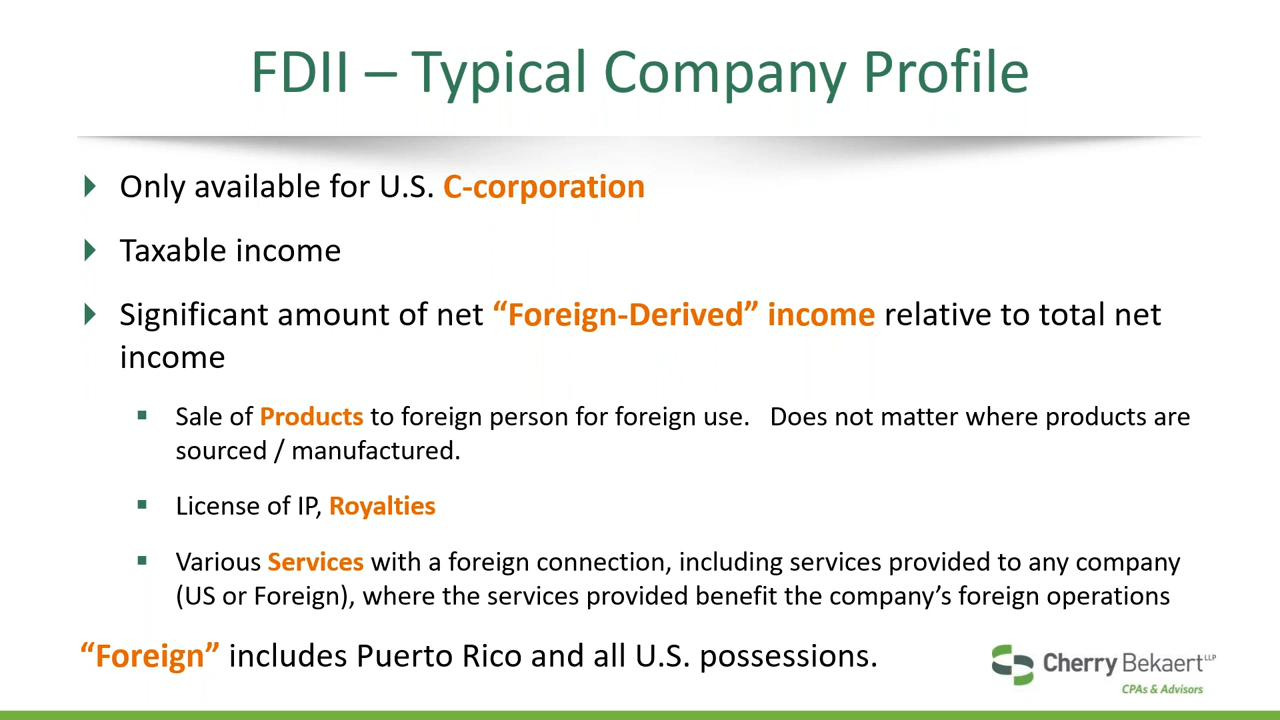 FDII – Typical Company Profile
Only available for U.S. C-corporation
Taxable income
Significant amount of net “Foreign-Derived” income relative to total net
income
Sale of Products to foreign person for foreign use.   Does not matter where products are
sourced / manufactured.
License of IP, Royalties
Various Services with a foreign connection, including services provided to any company
(US or Foreign), where the services provided benefit the company’s foreign operations
“Foreign” includes Puerto Rico and all U.S. possessions.
Cherry Bekaert LLP
CPAs & Advisors